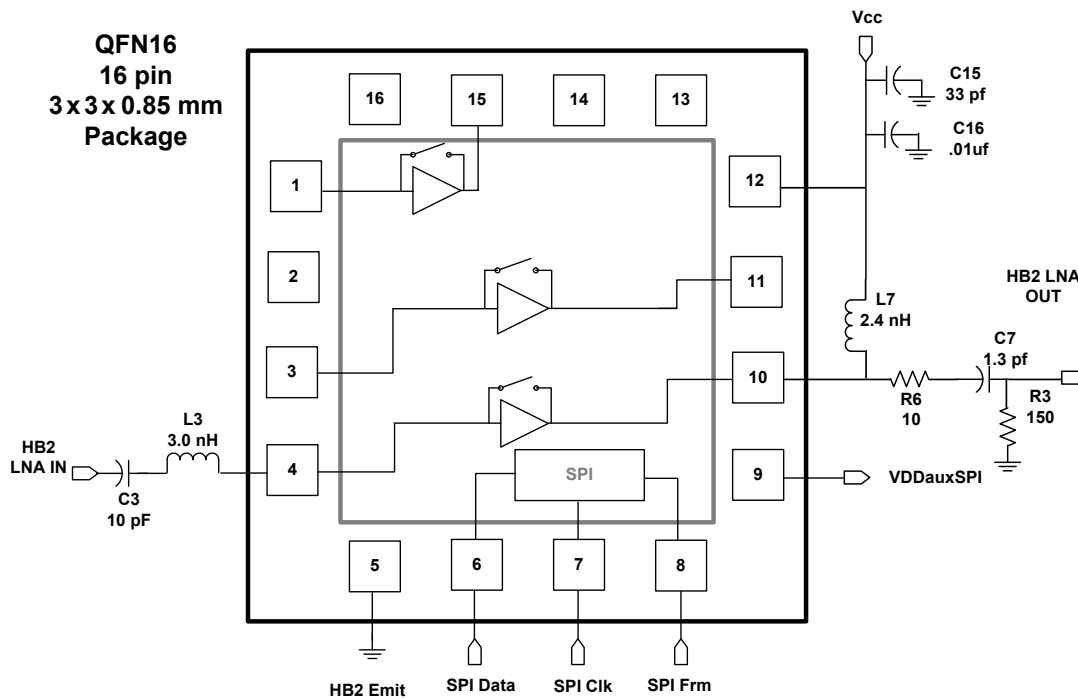 QFN16
16 pin
3 x 3 x 0.85 mm
Package
Vcc
C15
33 pf
C16
.01uf
16
15
14
13
1
12
2
11
HB2 LNA
OUT
L7
2.4 nH
3
10
C7
1.3 pf
R6
10
R3
150
L3
3.0 nH
HB2
LNA IN
4
C3
10 pF
SPI
9
VDDauxSPI
5
6
7
8
HB2 Emit
SPI Data
SPI Clk
SPI Frm